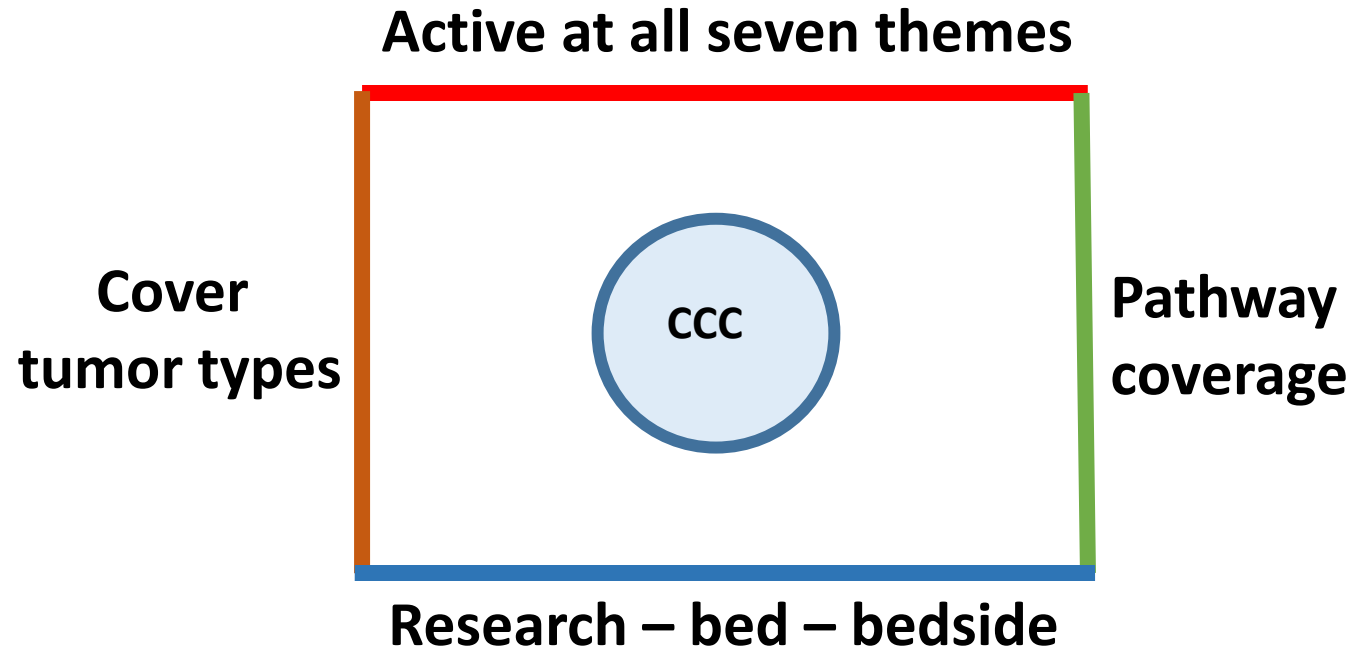 Active at all seven themes
Cover
tumor types
CCC
Pathway
coverage
Research – bed – bedside